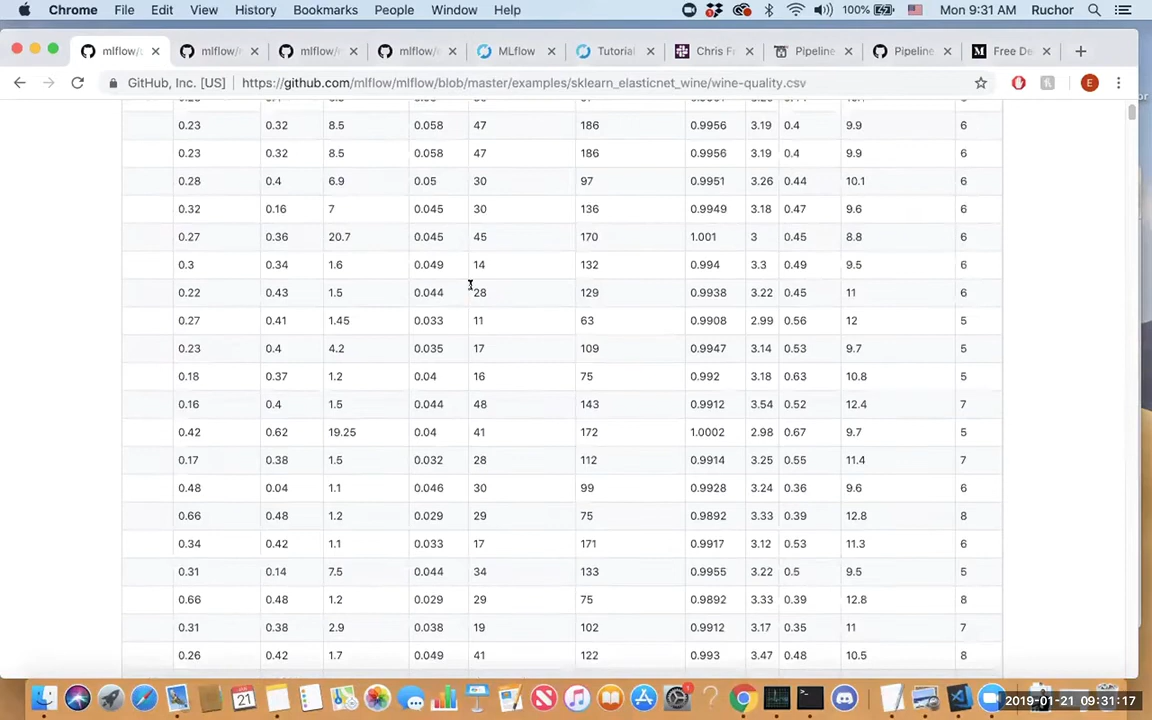 Chrome File Edit View History Bookmarks People Window Help 100% Mon 9:31 AM Ruchor
mlflow/ mlflow/ mlflow/ mlflow/ MLflow Tutorial Chris F Pipeline Pipeline Free De
GitHub, Inc. [US] https://github.com/mlflow/mlflow/blob/master/examples/sklearn_elasticnet_wine/wine-quality.csv E
0.23 0.32 8.5 0.058 47 186 0.9956 3.19 0.4 9.9 6
0.23 0.32 8.5 0.058 47 186 0.9956 3.19 0.4 9.9 6
0.28 0.4 6.9 0.05 30 97 0.9951 3.26 0.44 10.1 6
0.32 0.16 7 0.045 30 136 0.9949 3.18 0.47 9.6 6
0.27 0.36 20.7 0.045 45 170 1.001 3 0.45 8.8 6
0.3 0.34 1.6 0.049 14 132 0.994 3.3 0.49 9.5 6
0.22 0.43 1.5 0.044 28 129 0.9938 3.22 0.45 11 6
0.27 0.41 1.45 0.033 11 63 0.9908 2.99 0.56 12 5
0.23 0.4 4.2 0.035 17 109 0.9947 3.14 0.53 9.7 5
0.18 0.37 1.2 0.04 16 75 0.992 3.18 0.63 10.8 5
0.16 0.4 1.5 0.044 48 143 0.9912 3.54 0.52 12.4 7
0.42 0.62 19.25 0.04 41 172 1.0002 2.98 0.67 9.7 5
0.17 0.38 1.5 0.032 28 112 0.9914 3.25 0.55 11.4 7
0.48 0.04 1.1 0.046 30 99 0.9928 3.24 0.36 9.6 6
0.66 0.48 1.2 0.029 29 75 0.9892 3.33 0.39 12.8 8
0.34 0.42 1.1 0.033 17 171 0.9917 3.12 0.53 11.3 6
0.31 0.14 7.5 0.044 34 133 0.9955 3.22 0.5 9.5 5
0.66 0.48 1.2 0.029 29 75 0.9892 3.33 0.39 12.8 8
0.31 0.38 2.9 0.038 19 102 0.9912 3.17 0.35 11 7
0.26 0.42 1.7 0.049 41 122 0.993 3.47 0.48 10.5 8
21
2019-01-21 09:31:17